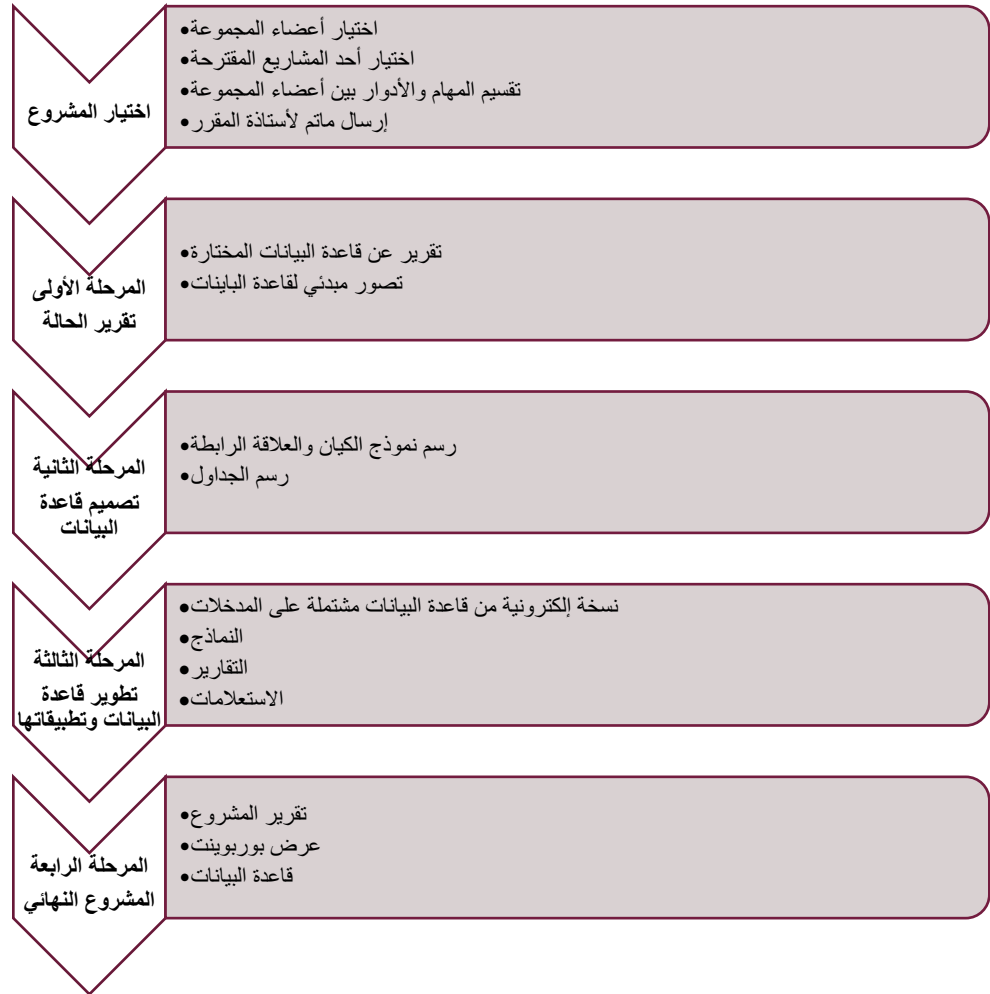 اختيار المشروع
اختيار أعضاء المجموعة•
اختيار أحد المشاريع المقترحة•
تقسيم المهام والأدوار بين أعضاء المجموعة•
إرسال ماتم لأستاذة المقرر•
المرحلة الأولى
تقرير الحالة
تقرير عن قاعدة البيانات المختارة•
تصور مبدئي لقاعدة الباينات•
المرحلة الثانية
تصميم قاعدة
البيانات
رسم نموذج الكيان والعلاقة الرابطة•
رسم الجداول•
المرحلة الثالثة
تطوير قاعدة
البيانات وتطبيقاتها
نسخة إلكترونية من قاعدة البيانات مشتملة على المدخلات•
النماذج•
التقارير•
الاستعلامات•
المرحلة الرابعة
المشروع النهائي
تقرير المشروع•
عرض بوربوينت•
قاعدة البيانات•